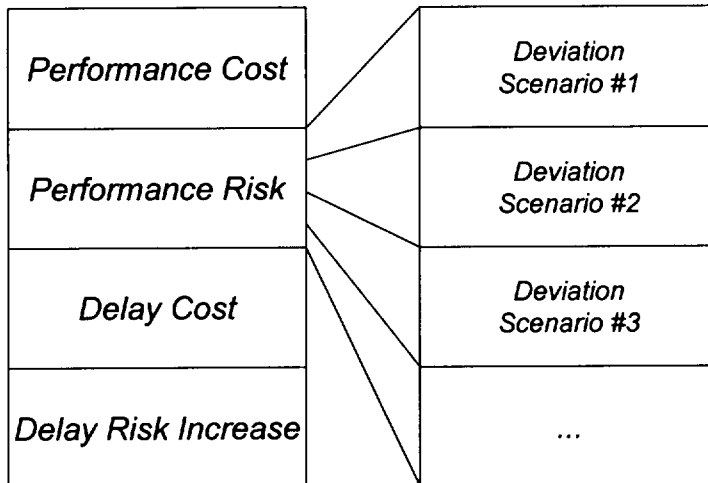 Performance Cost
Performance Risk
Delay Cost
Delay Risk Increase
Deviation
Scenario #1
Deviation
Scenario #2
Deviation
Scenario #3
...